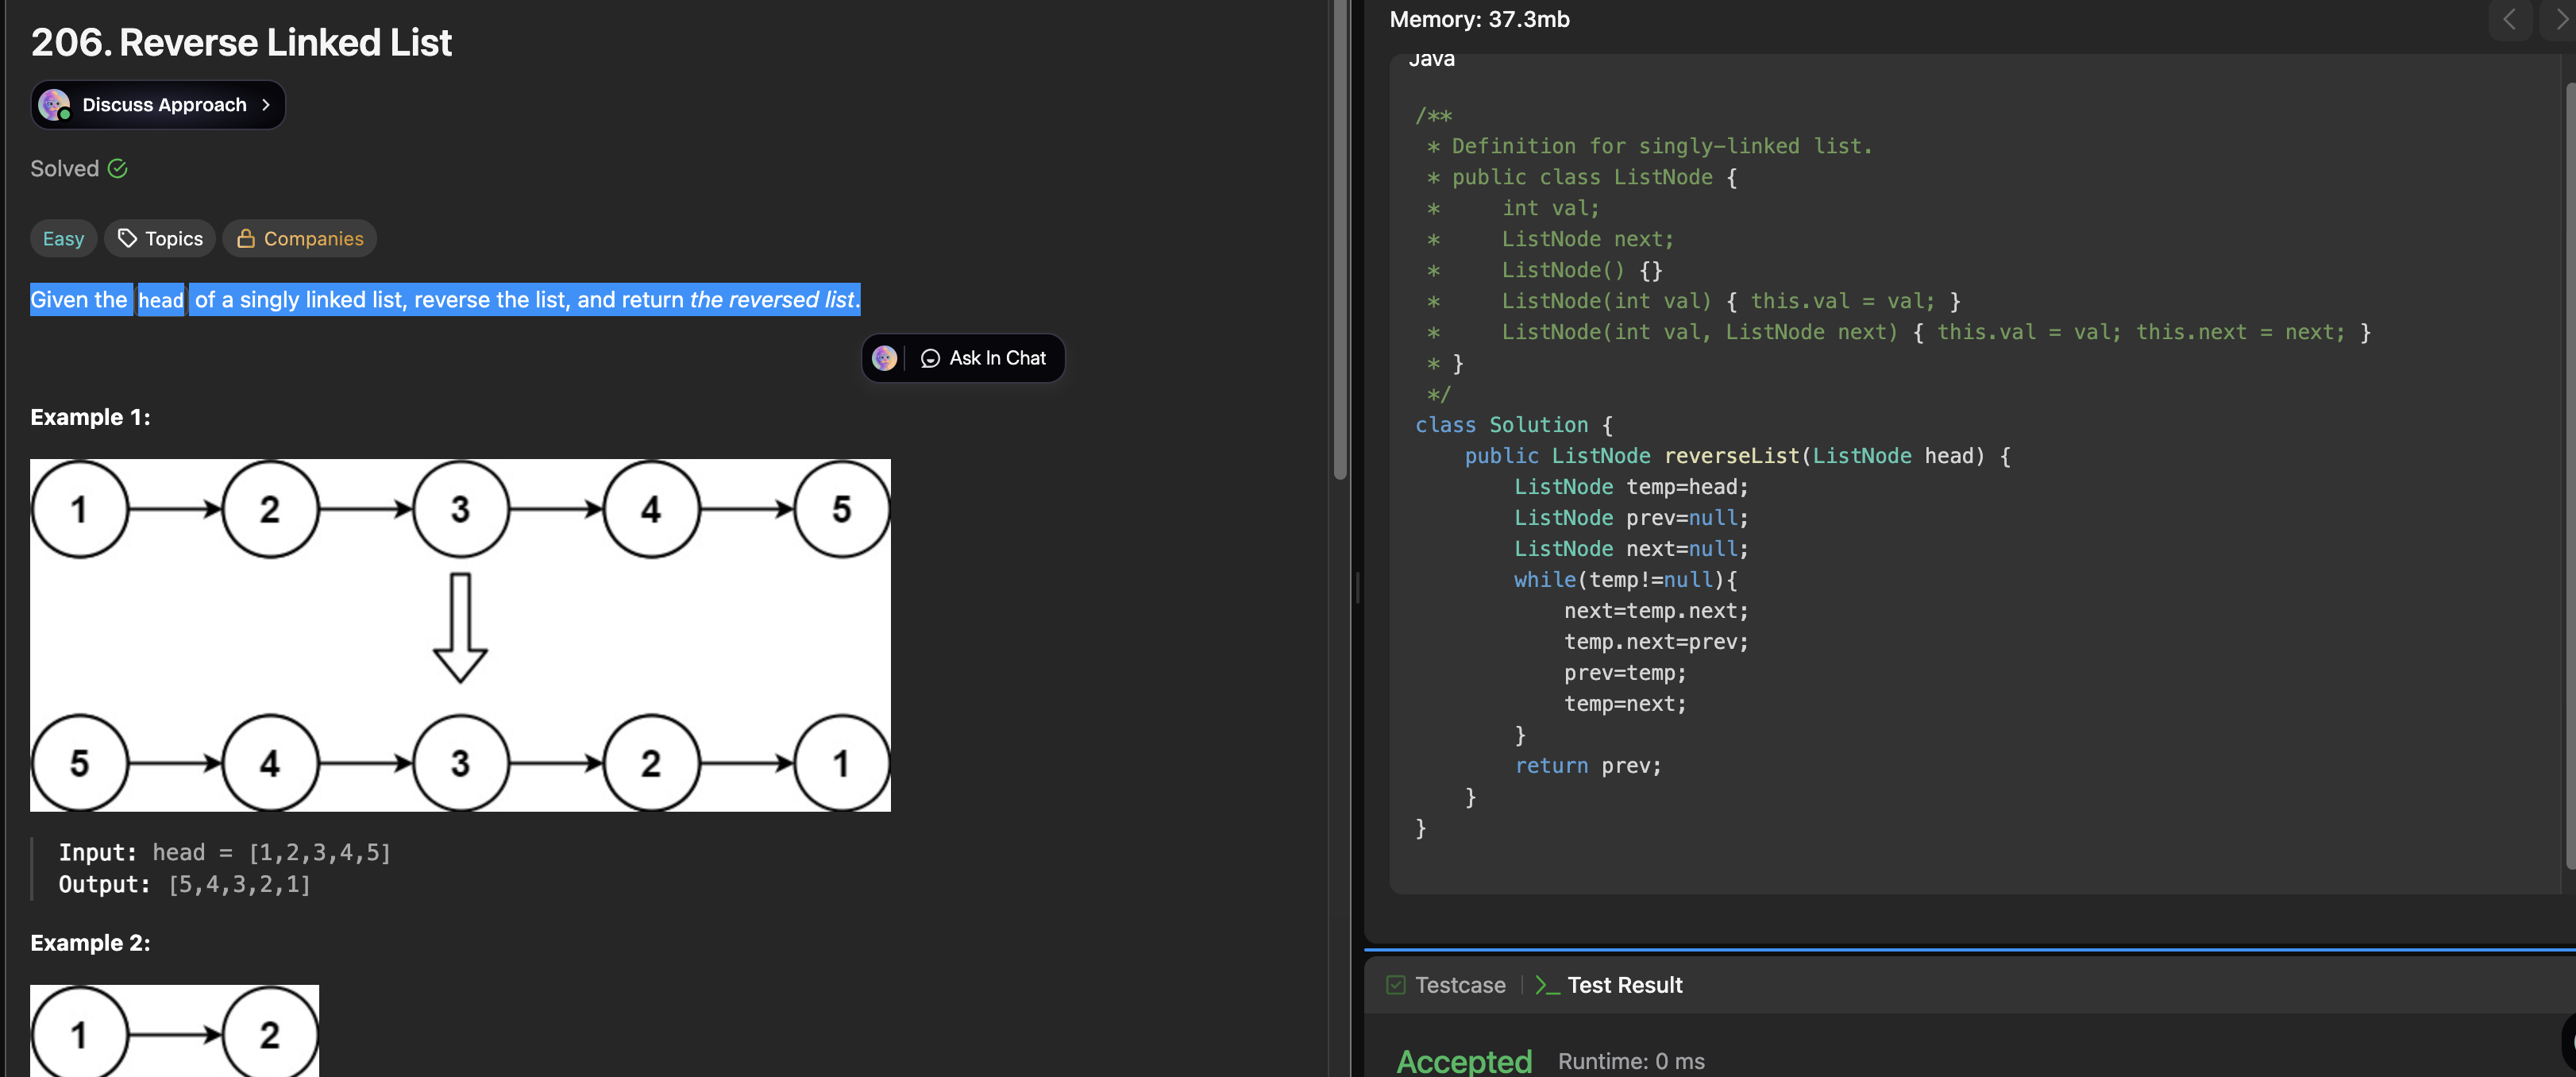 206. Reverse Linked List
Discuss Approach
Solved
Easy Topics Companies
Given the head of a singly linked list, reverse the list, and return the reversed list.
Ask In Chat
Example 1:
1 2 3 4 5
5 4 3 2 1
Input: head = [1,2,3,4,5]
Output: [5,4,3,2,1]
Example 2:
1 2
Memory: 37.3mb
Java
/**
 * Definition for singly-linked list.
 * public class ListNode {
 *     int val;
 *     ListNode next;
 *     ListNode() {}
 *     ListNode(int val) { this.val = val; }
 *     ListNode(int val, ListNode next) { this.val = val; this.next = next; }
 * }
 */
class Solution {
    public ListNode reverseList(ListNode head) {
        ListNode temp=head;
        ListNode prev=null;
        ListNode next=null;
        while(temp!=null){
            next=temp.next;
            temp.next=prev;
            prev=temp;
            temp=next;
        }
        return prev;
    }
}
Testcase | >_ Test Result
Accepted Runtime: 0 ms